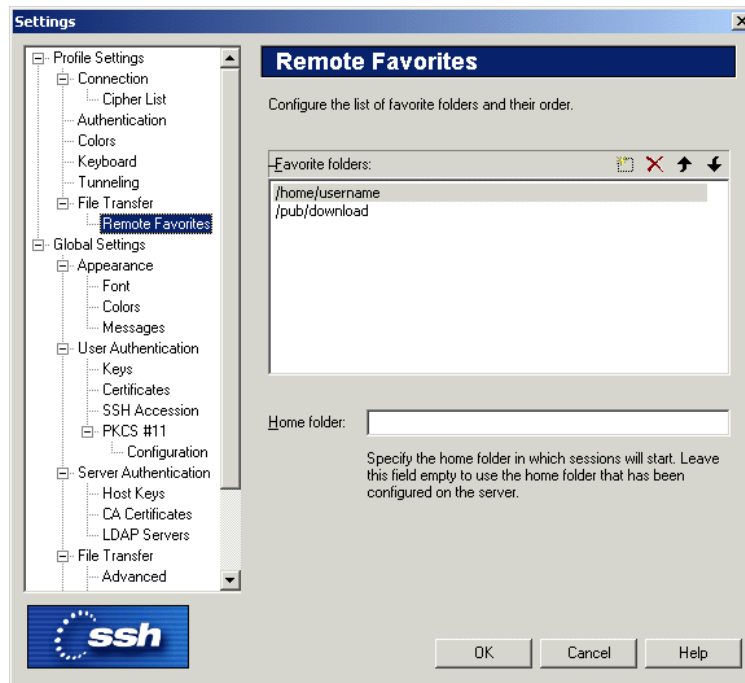 Settings
Profile Settings
Connection
Cipher List
Authentication
Colors
Keyboard
Tunneling
File Transfer
Remote Favorites
Global Settings
Appearance
Font
Colors
Messages
User Authentication
Keys
Certificates
SSH Accession
PKCS #11
Configuration
Server Authentication
Host Keys
CA Certificates
LDAP Servers
File Transfer
Advanced
ssh
Remote Favorites
Configure the list of favorite folders and their order.
Favorite folders:
/home/username
/pub/download
Home folder:
Specify the home folder in which sessions will start. Leave
this field empty to use the home folder that has been
configured on the server.
OK
Cancel
Help